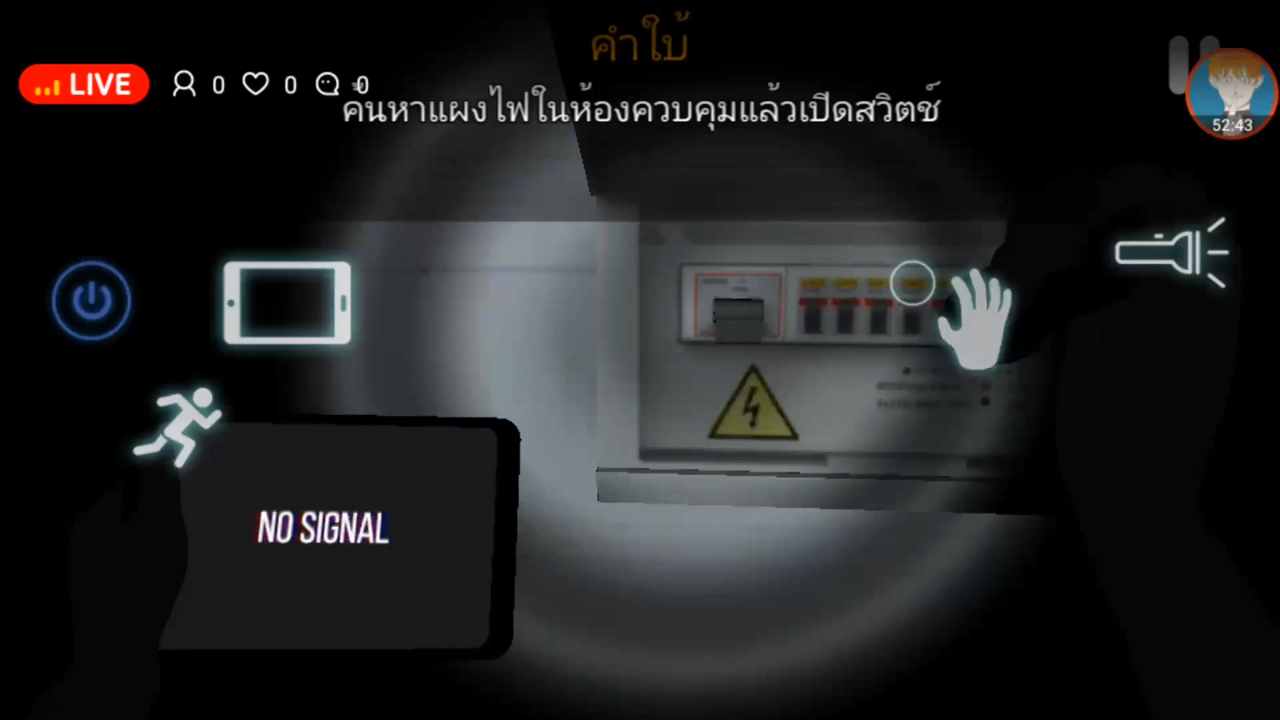 คำใบ้
LIVE 0 0 0
ค้นหาแผงไฟในห้องควบคุมแล้วเปิดสวิตช์
52:43
NO SIGNAL